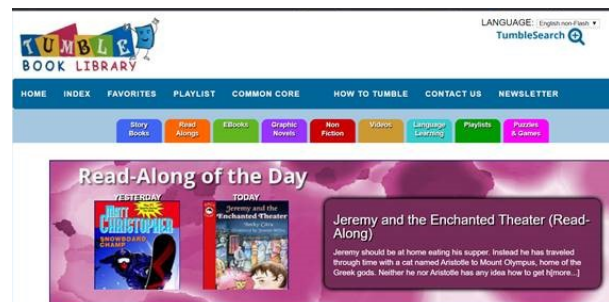 LANGUAGE: English non-Flash
TumbleSearch
TUMBLE
BOOK LIBRARY
HOME INDEX FAVORITES PLAYLIST COMMON CORE HOW TO TUMBLE CONTACT US NEWSLETTER
Story Books
Read Alongs
EBooks
Graphic Novels
Non Fiction
Videos
Language Learning
Playlists
Puzzles & Games
Read-Along of the Day
YESTERDAY TODAY
MATT
CHRISTOPHER
SNOWBOARD
CHAMP
Jeremy and the
Enchanted Theater
Becky Citra
Jeremy and the Enchanted Theater (Read-
Along)
Jeremy should be at home eating his supper. Instead he has traveled
through time with a cat named Aristotle to Mount Olympus, home of the
Greek gods. Neither he nor Aristotle has any idea how to get h[more...]